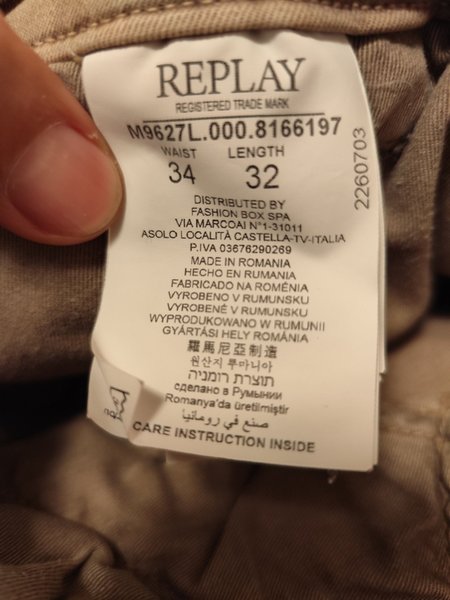 REPLAY
REGISTERED TRADE MARK
M9627L.000.8166197
WAIST LENGTH
34 32
2260703
DISTRIBUTED BY
FASHION BOX SPA
VIA MARCOAI N°1-31011
ASOLO LOCALITÀ CASTELLA-TV-ITALIA
P.IVA 03676290269
MADE IN ROMANIA
HECHO EN RUMANIA
FABRICADO NA ROMÉNIA
VYROBENO V RUMUNSKU
VYROBENÉ V RUMUNSKU
WYPRODUKOWANO W RUMUNII
GYÁRTÁSI HELY ROMÁNIA
羅馬尼亞制造
원산지 루마니아
תוצרת רומניה
сделано в Румынии
Romanya'da üretilmiştir
صنع في رومانيا
CARE INSTRUCTION INSIDE